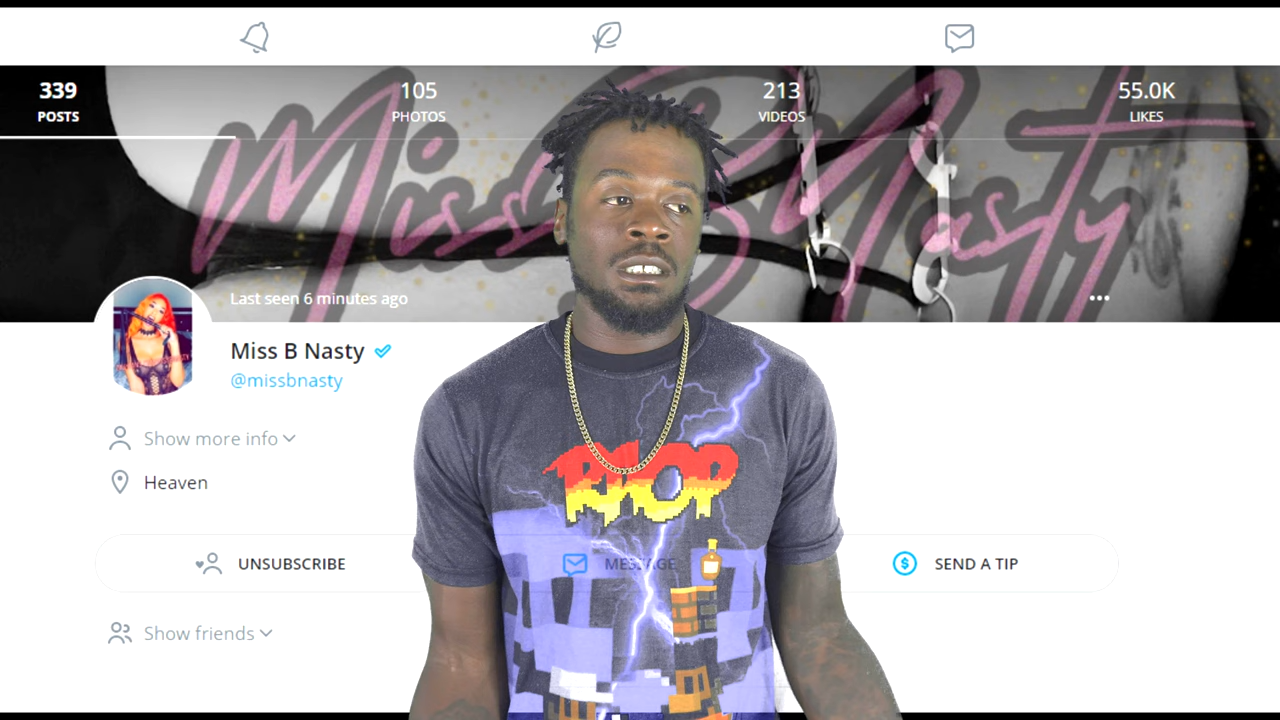 339
POSTS
105
PHOTOS
213
VIDEOS
55.0K
LIKES
Miss B Nasty
Last seen 6 minutes ago
Miss B Nasty
@missbnasty
Show more info
Heaven
UNSUBSCRIBE
MESSAGE
SEND A TIP
Show friends